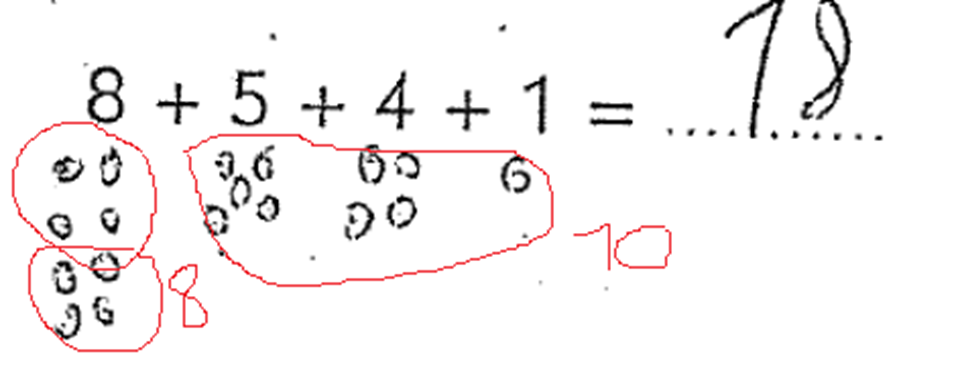 8 + 5 + 4 + 1 = ..18......
10
8